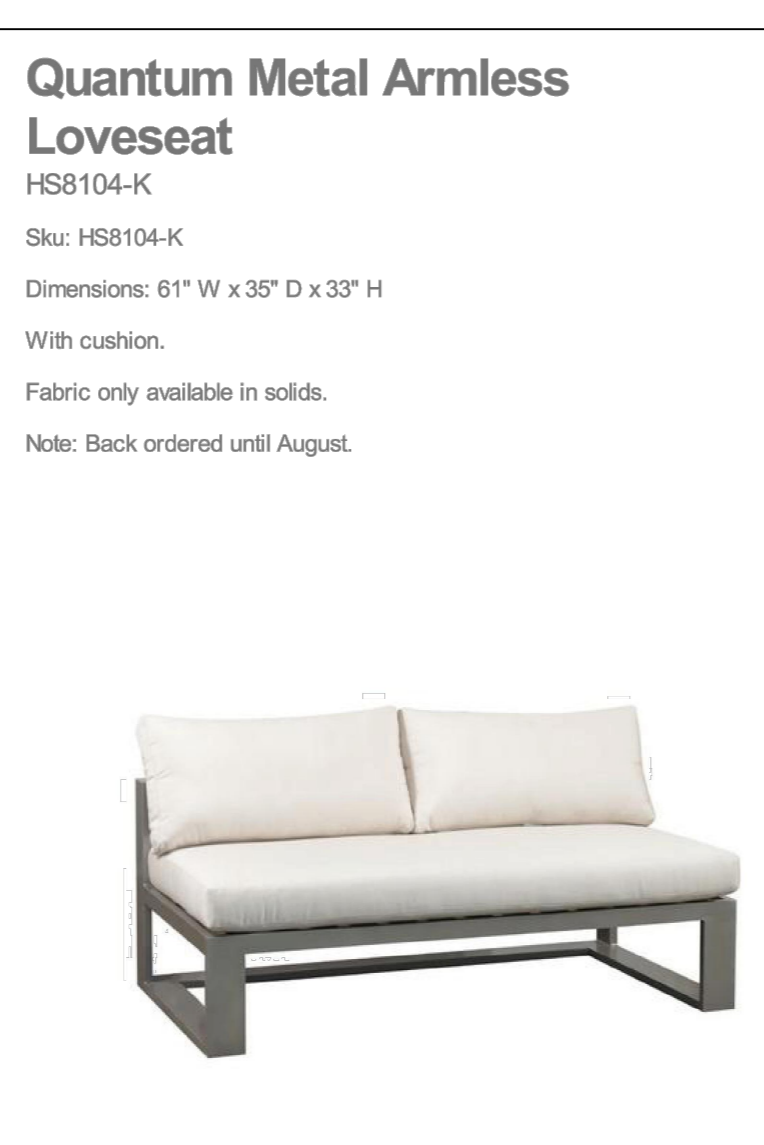 Quantum Metal Armless
Loveseat
HS8104-K
Sku: HS8104-K
Dimensions: 61" W x 35" D x 33" H
With cushion.
Fabric only available in solids.
Note: Back ordered until August.